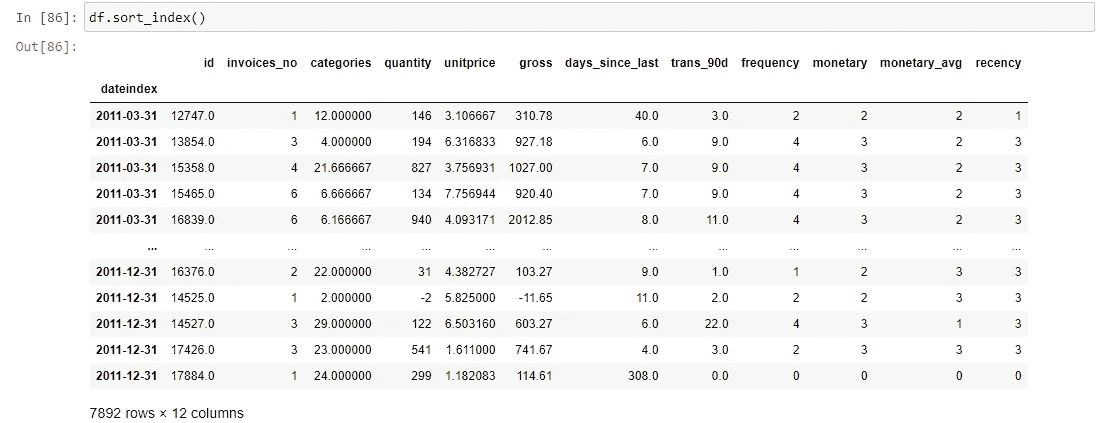 In [86]: df.sort_index()
Out[86]:
id invoices_no categories quantity unitprice gross days_since_last trans_90d frequency monetary monetary_avg recency
dateindex
2011-03-31 12747.0 1 12.000000 146 3.106667 310.78 40.0 3.0 2 2 2 1
2011-03-31 13854.0 3 4.000000 194 6.316833 927.18 6.0 9.0 4 3 2 3
2011-03-31 15358.0 4 21.666667 827 3.756931 1027.00 7.0 9.0 4 3 2 3
2011-03-31 15465.0 6 6.666667 134 7.756944 920.40 7.0 9.0 4 3 2 3
2011-03-31 16839.0 6 6.166667 940 4.093171 2012.85 8.0 11.0 4 3 2 3
... ... ... ... ... ... ... ... ... ... ... ... ...
2011-12-31 16376.0 2 22.000000 31 4.382727 103.27 9.0 1.0 1 2 3 3
2011-12-31 14525.0 1 2.000000 -2 5.825000 -11.65 11.0 2.0 2 2 3 3
2011-12-31 14527.0 3 29.000000 122 6.503160 603.27 6.0 22.0 4 3 1 3
2011-12-31 17426.0 3 23.000000 541 1.611000 741.67 4.0 3.0 2 3 3 3
2011-12-31 17884.0 1 24.000000 299 1.182083 114.61 308.0 0.0 0 0 0 0
7892 rows × 12 columns